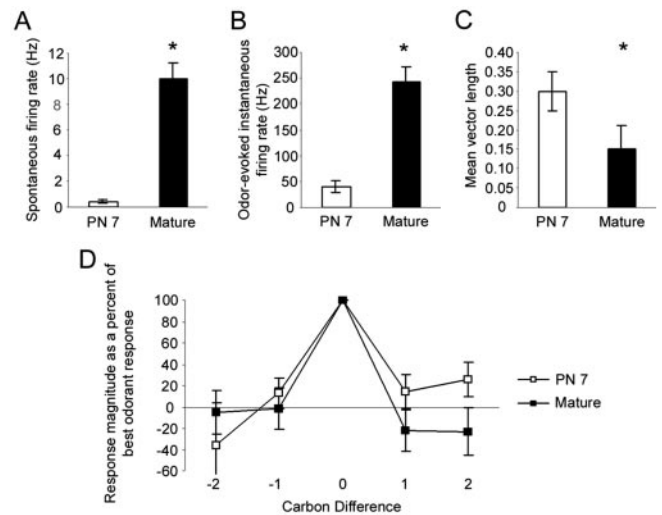 A
Spontaneous firing rate (Hz)
12
10
8
6
4
2
0
*
PN 7 Mature
B
Odor-evoked instantaneous
firing rate (Hz)
300
250
200
150
100
50
0
*
PN 7 Mature
C
Mean vector length
0.40
0.35
0.30
0.25
0.20
0.15
0.10
0.05
0
*
PN 7 Mature
D
Response magnitude as a percent of
best odorant response
100
80
60
40
20
0
-20
-40
-60
-2 -1 0 1 2
Carbon Difference
PN 7
Mature